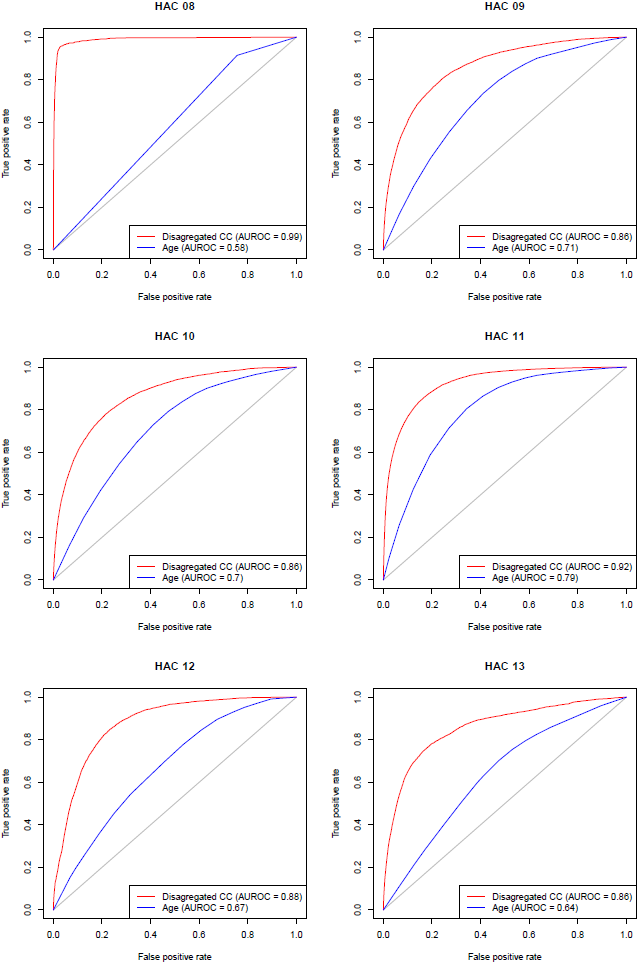 HAC 08
True positive rate
1.0
0.8
0.6
0.4
0.2
0.0
Disagregated CC (AUROC = 0.99)
Age (AUROC = 0.58)
0.0 0.2 0.4 0.6 0.8 1.0
False positive rate
HAC 09
True positive rate
1.0
0.8
0.6
0.4
0.2
0.0
Disagregated CC (AUROC = 0.86)
Age (AUROC = 0.71)
0.0 0.2 0.4 0.6 0.8 1.0
False positive rate
HAC 10
True positive rate
1.0
0.8
0.6
0.4
0.2
0.0
Disagregated CC (AUROC = 0.86)
Age (AUROC = 0.7)
0.0 0.2 0.4 0.6 0.8 1.0
False positive rate
HAC 11
True positive rate
1.0
0.8
0.6
0.4
0.2
0.0
Disagregated CC (AUROC = 0.92)
Age (AUROC = 0.79)
0.0 0.2 0.4 0.6 0.8 1.0
False positive rate
HAC 12
True positive rate
1.0
0.8
0.6
0.4
0.2
0.0
Disagregated CC (AUROC = 0.88)
Age (AUROC = 0.67)
0.0 0.2 0.4 0.6 0.8 1.0
False positive rate
HAC 13
True positive rate
1.0
0.8
0.6
0.4
0.2
0.0
Disagregated CC (AUROC = 0.86)
Age (AUROC = 0.64)
0.0 0.2 0.4 0.6 0.8 1.0
False positive rate